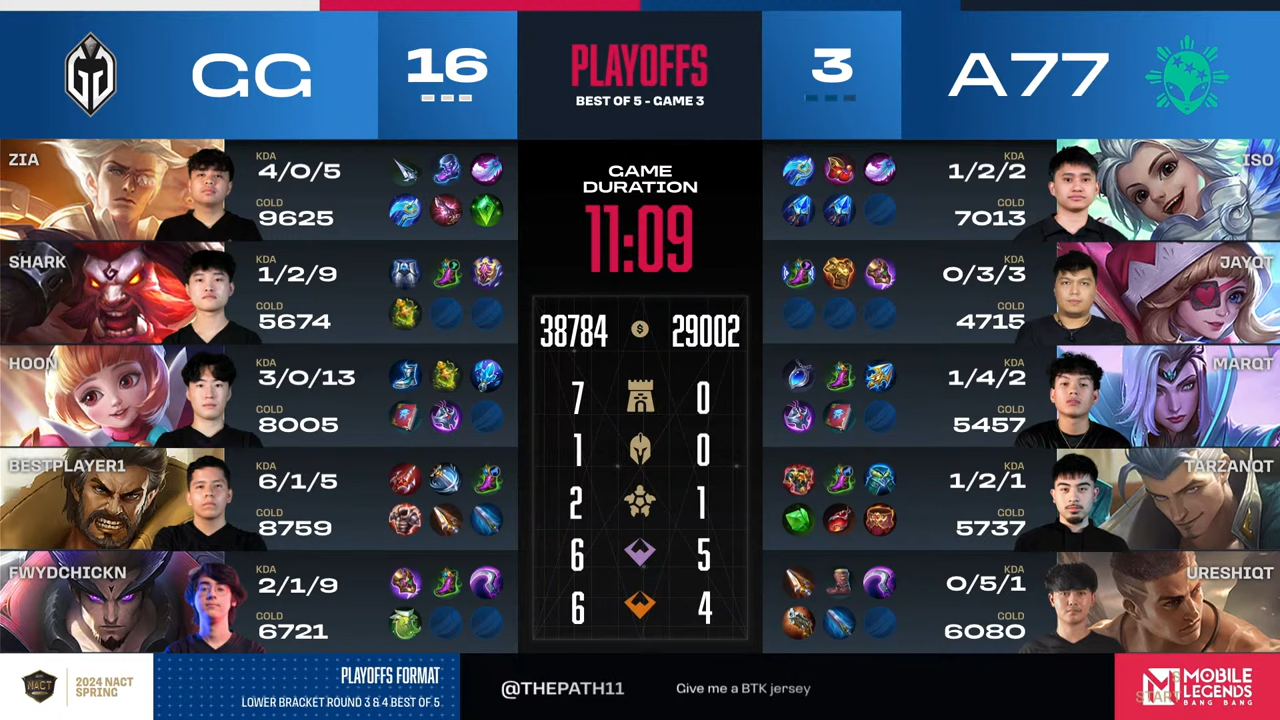 GG
16
PLAYOFFS
BEST OF 5 - GAME 3
3
A77
GAME
DURATION
11:09
38784 29002
7 0
1 0
2 1
6 5
6 4
ZIA
KDA
4/0/5
GOLD
9625
SHARK
KDA
1/2/9
GOLD
5674
HOON
KDA
3/0/13
GOLD
8005
BESTPLAYER1
KDA
6/1/5
GOLD
8759
FWYDCHICKN
KDA
2/1/9
GOLD
6721
ISO
KDA
1/2/2
GOLD
7013
JAYQT
KDA
0/3/3
GOLD
4715
MARQT
KDA
1/4/2
GOLD
5457
TARZANQT
KDA
1/2/1
GOLD
5737
URESHIQT
KDA
0/5/1
GOLD
6080
NACT
2024 NACT
SPRING
PLAYOFFS FORMAT
LOWER BRACKET ROUND 3 & 4 BEST OF 5
@THEPATH11
Give me a BTK jersey
MOBILE
LEGENDS
BANG BANG